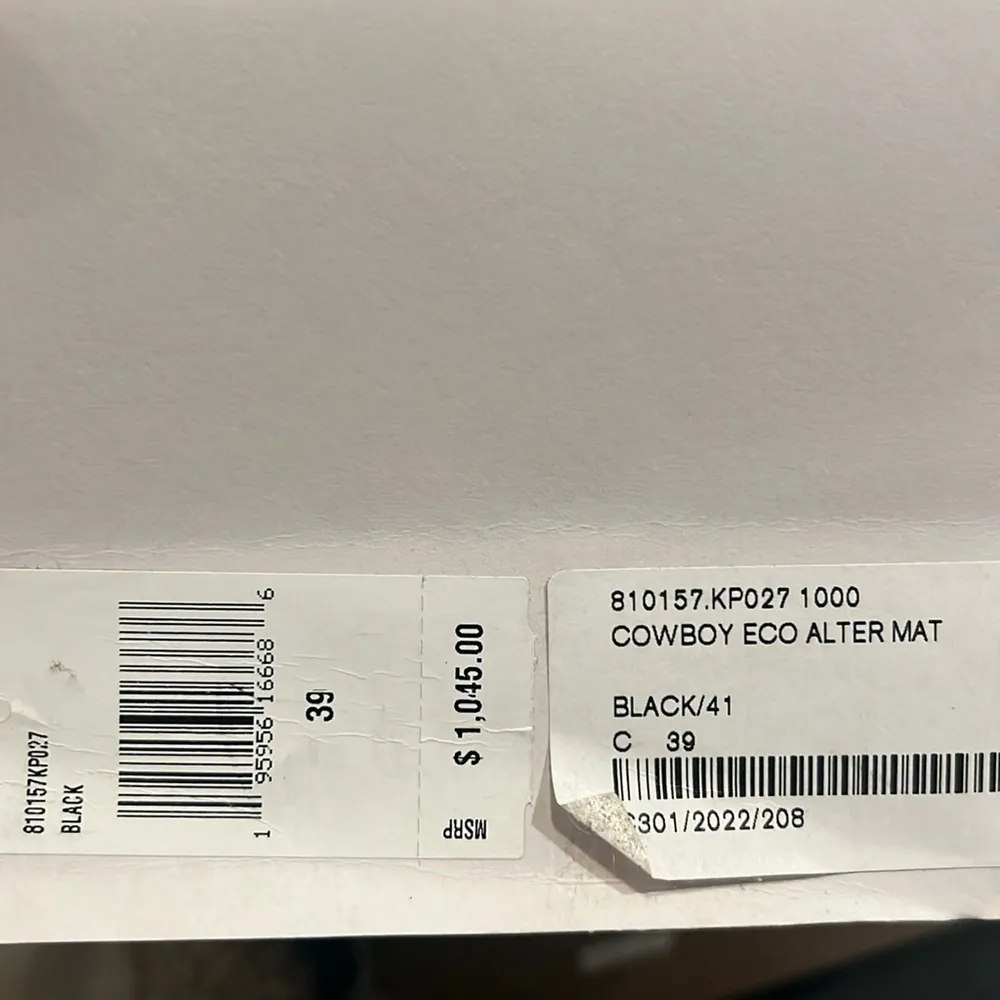 810157KP027
BLACK
1 95956 16668 6
39
MSRP
$ 1,045.00
810157.KP027 1000
COWBOY ECO ALTER MAT
BLACK/41
C 39
301/2022/208